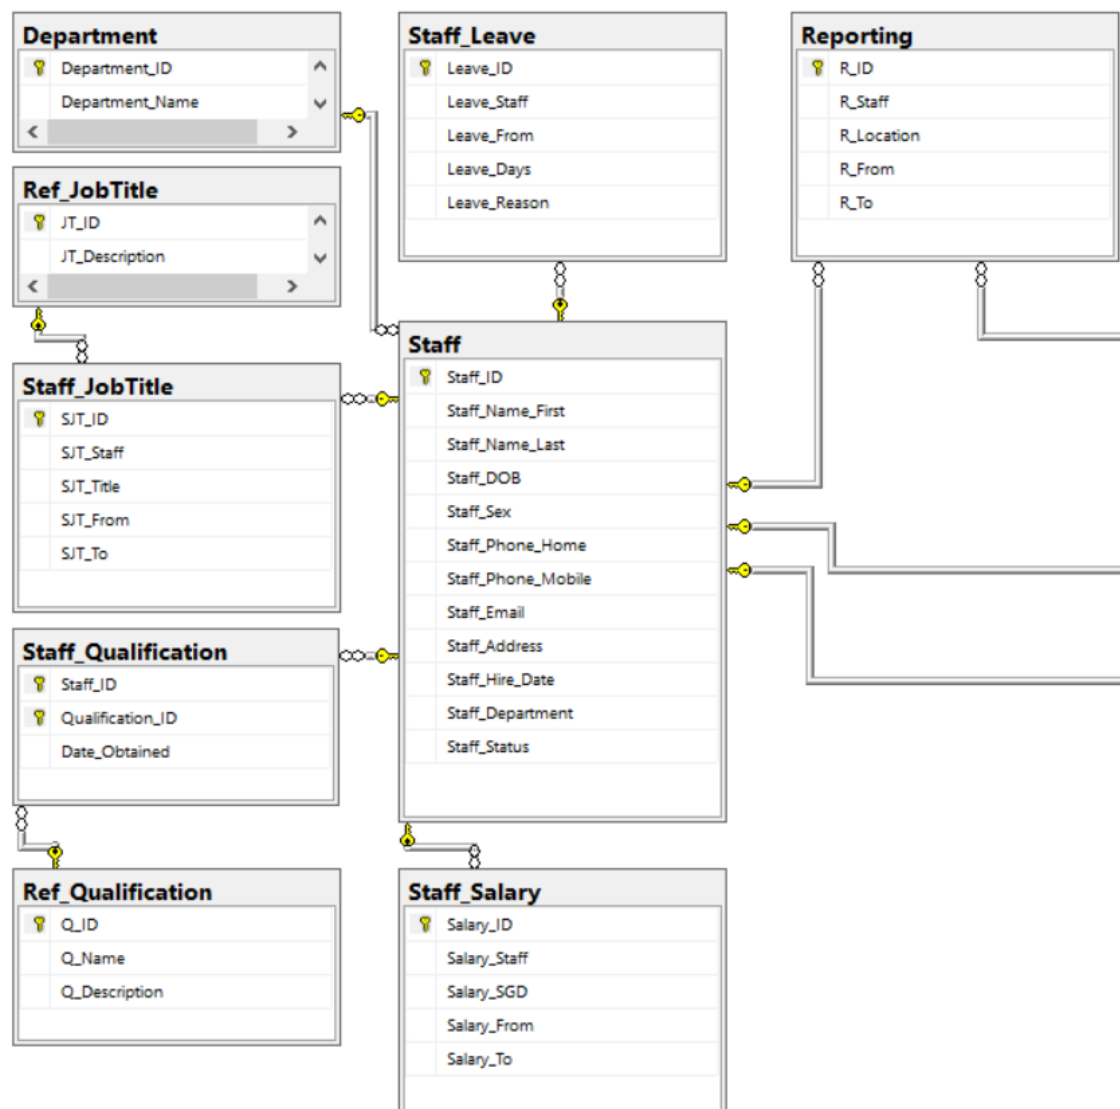 Department
Department_ID
Department_Name
Ref_JobTitle
JT_ID
JT_Description
Staff_JobTitle
SJT_ID
SJT_Staff
SJT_Title
SJT_From
SJT_To
Staff_Qualification
Staff_ID
Qualification_ID
Date_Obtained
Ref_Qualification
Q_ID
Q_Name
Q_Description
Staff_Leave
Leave_ID
Leave_Staff
Leave_From
Leave_Days
Leave_Reason
Staff
Staff_ID
Staff_Name_First
Staff_Name_Last
Staff_DOB
Staff_Sex
Staff_Phone_Home
Staff_Phone_Mobile
Staff_Email
Staff_Address
Staff_Hire_Date
Staff_Department
Staff_Status
Staff_Salary
Salary_ID
Salary_Staff
Salary_SGD
Salary_From
Salary_To
Reporting
R_ID
R_Staff
R_Location
R_From
R_To